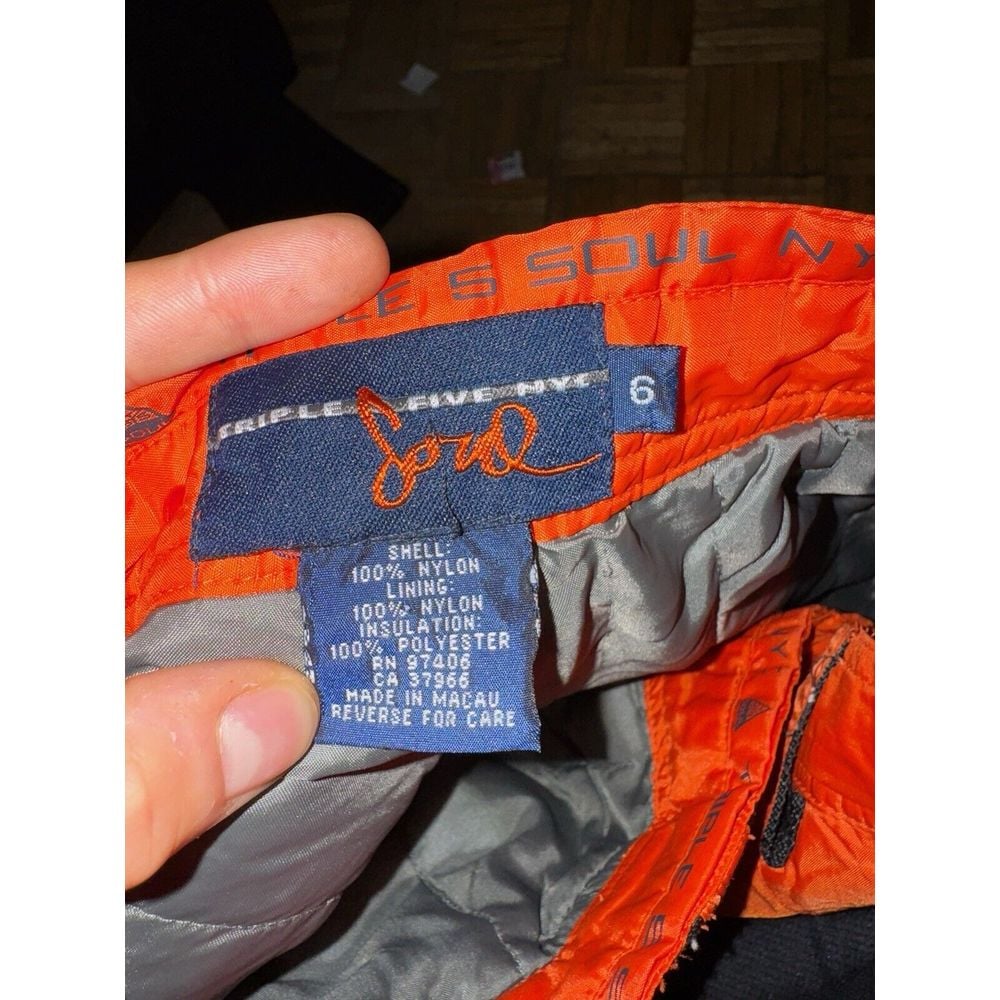 LE 5 SOUL NY
TRIPLE FIVE NYC
Soul
6
SHELL:
100% NYLON
LINING:
100% NYLON
INSULATION:
100% POLYESTER
RN 97406
CA 37966
MADE IN MACAU
REVERSE FOR CARE